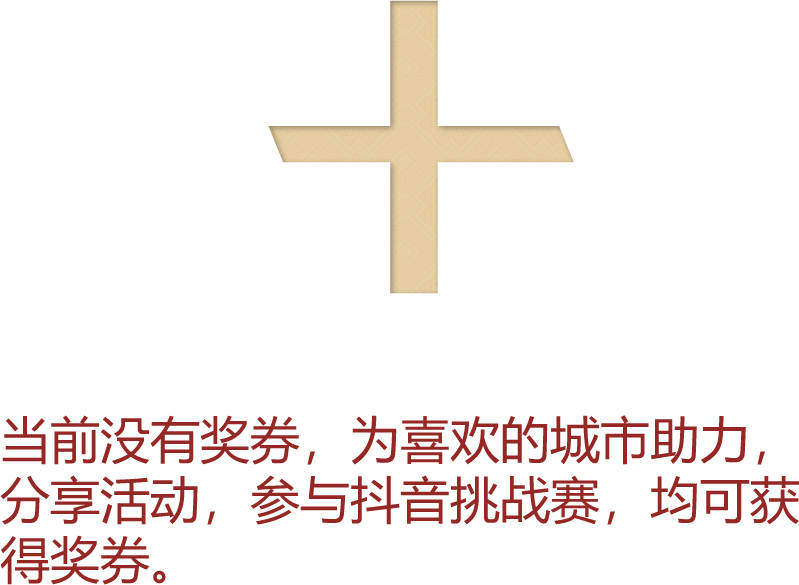 当前没有奖券，为喜欢的城市助力，
分享活动，参与抖音挑战赛，均可获
得奖券。